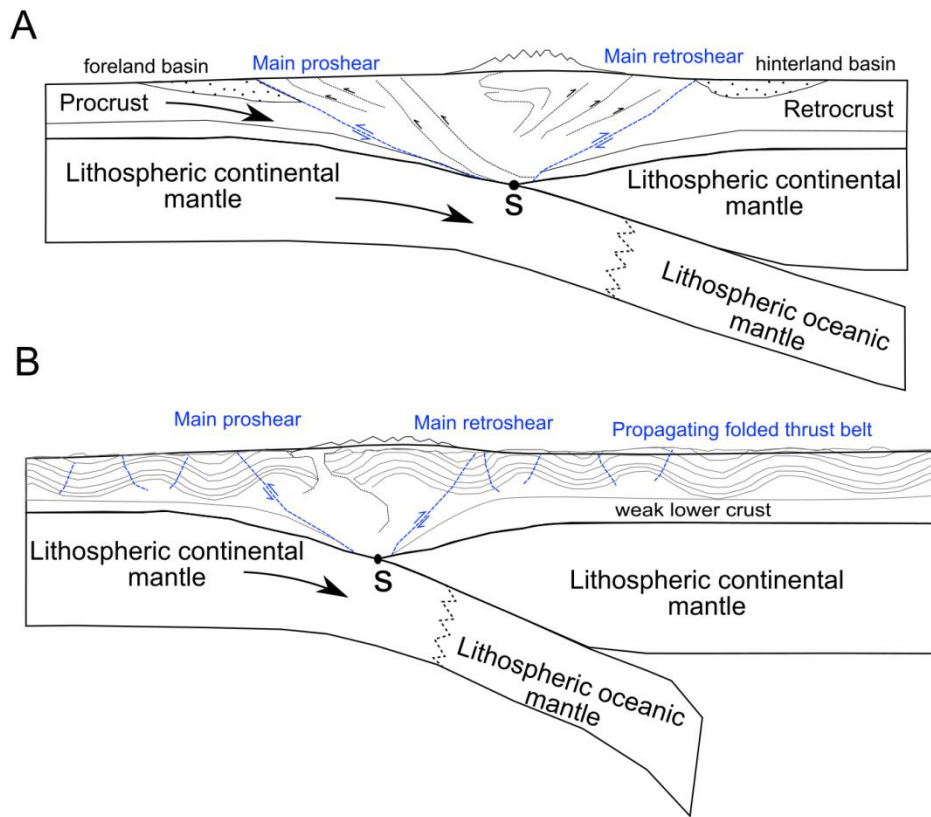 A
Main proshear
Main retroshear
foreland basin
hinterland basin
Procrust
Retrocrust
Lithospheric continental
mantle
Lithospheric continental
mantle
S
Lithospheric oceanic
mantle
B
Main proshear
Main retroshear
Propagating folded thrust belt
weak lower crust
Lithospheric continental
mantle
Lithospheric continental
mantle
S
Lithospheric oceanic
mantle